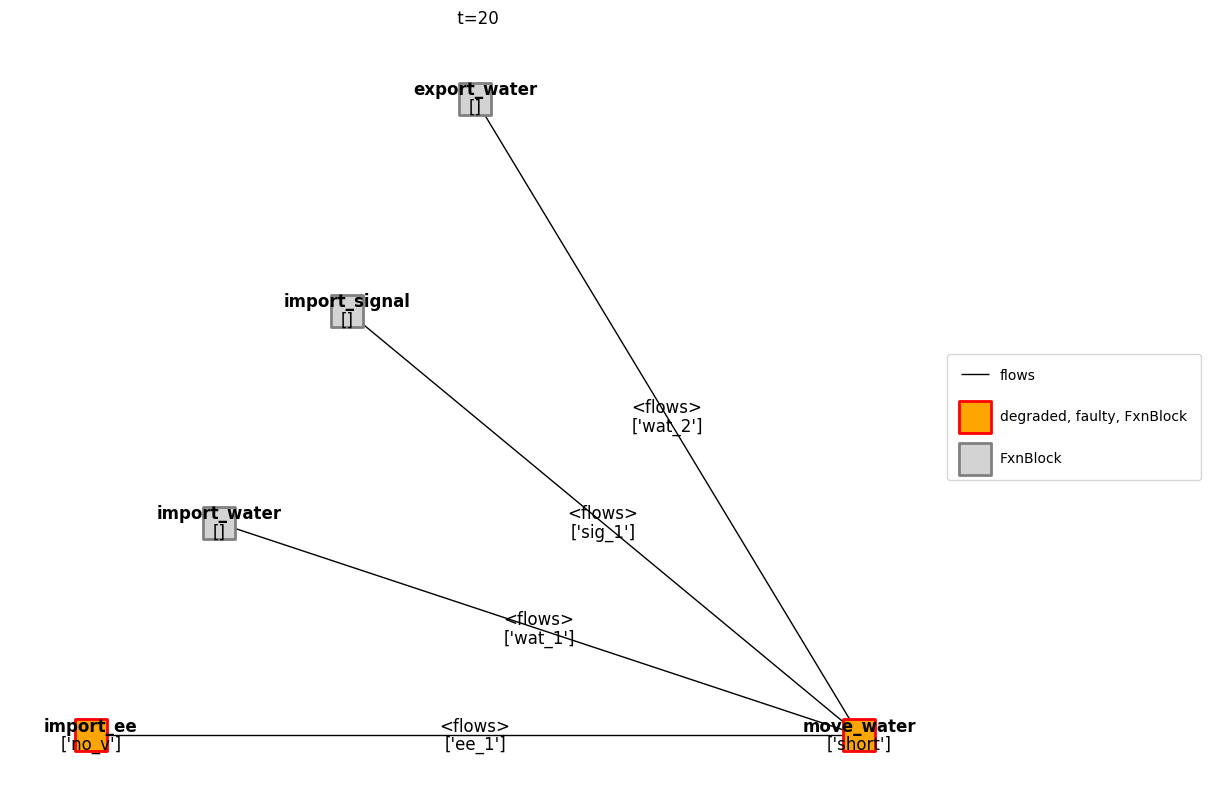 t=20
export_water
[]
import_signal
[]
flows
degraded, faulty, FxnBlock
FxnBlock
<flows>
['wat_2']
import_water
[]
<flows>
['sig_1']
<flows>
['wat_1']
import_ee
['no_v']
<flows>
['ee_1']
move_water
['short']